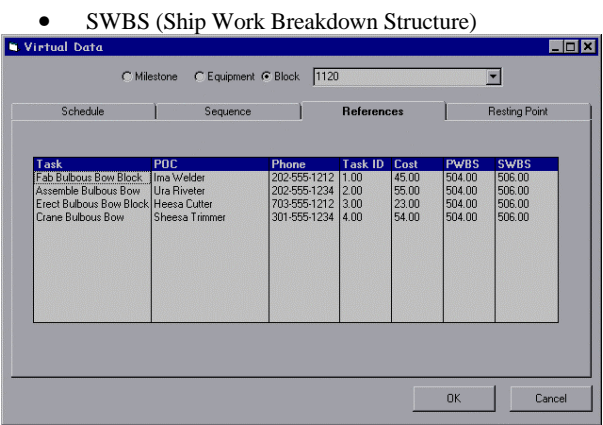 • SWBS (Ship Work Breakdown Structure)
Virtual Data
Milestone Equipment Block 1120
Schedule Sequence References Resting Point
Task POC Phone Task ID Cost PWBS SWBS
Fab Bulbous Bow Block Ima Welder 202-555-1212 1.00 45.00 504.00 506.00
Assemble Bulbous Bow Ura Riveter 202-555-1234 2.00 55.00 504.00 506.00
Erect Bulbous Bow Block Heesa Cutter 703-555-1212 3.00 23.00 504.00 506.00
Crane Bulbous Bow Sheesa Trimmer 301-555-1234 4.00 54.00 504.00 506.00
OK Cancel